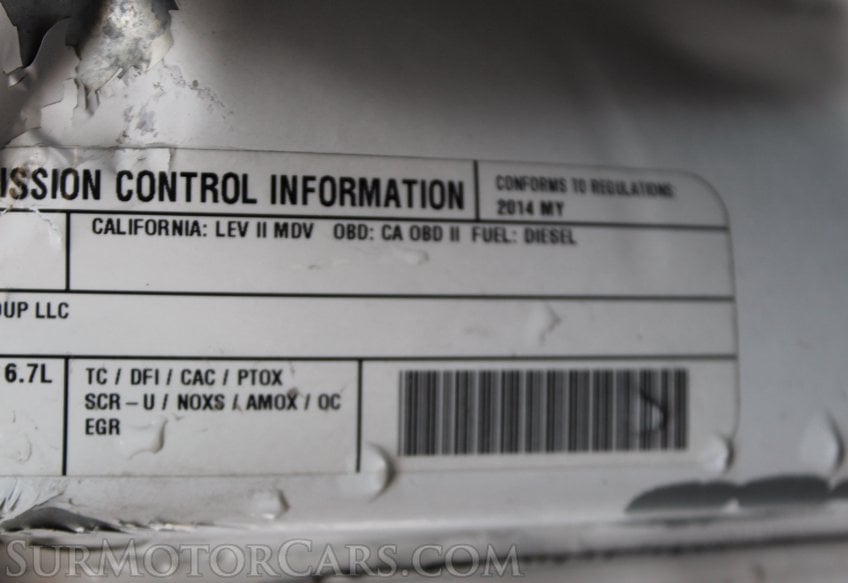 ISSION CONTROL INFORMATION
CONFORMS TO REGULATIONS:
2014 MY
CALIFORNIA: LEV II MDV OBD: CA OBD II FUEL: DIESEL
OUP LLC
6.7L
TC / DFI / CAC / PTOX
SCR – U / NOXS / AMOX / OC
EGR
SURMOTORCARS.COM